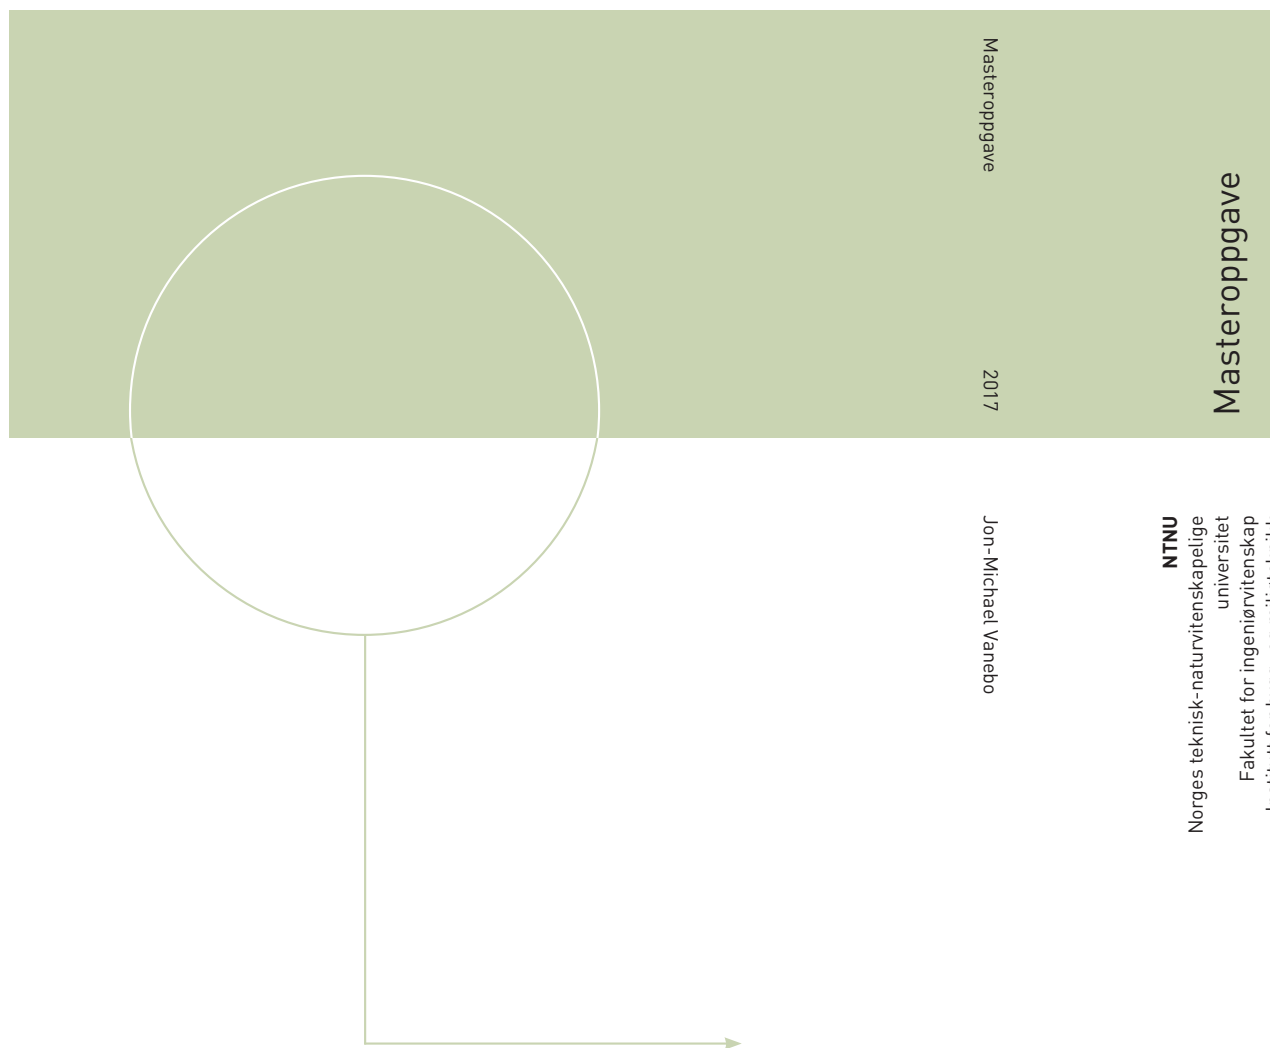 Masteroppgave
2017
Jon-Michael Vanebo
Masteroppgave
NTNU
Norges teknisk-naturvitenskapelige
universitet
Fakultet for ingeniørvitenskap